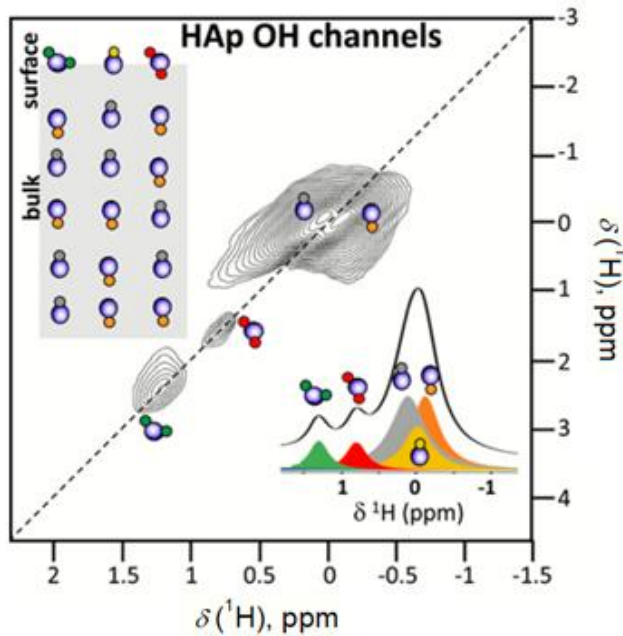 HAp OH channels
surface
bulk
-3
-2
-1
0
1
2
3
4
δ(¹H), ppm
1 0 -1
δ ¹H (ppm)
2 1.5 1 0.5 0 -0.5 -1 -1.5
δ(¹H), ppm